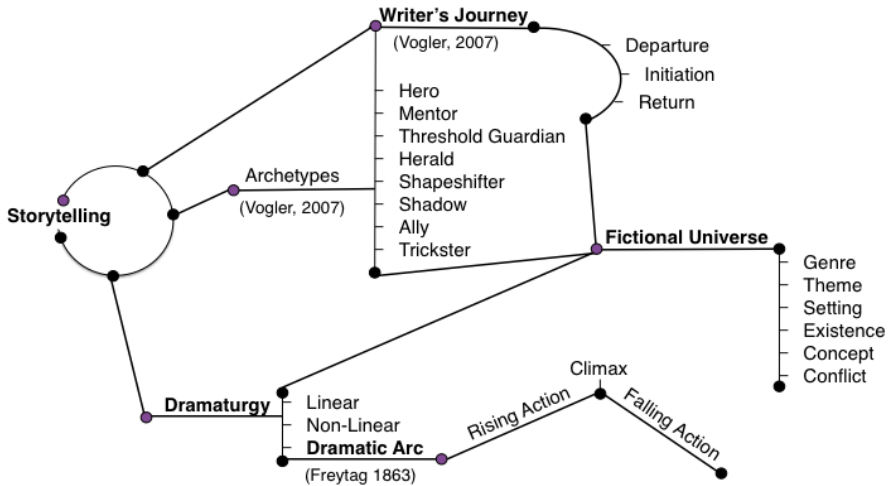 Writer's Journey
(Vogler, 2007)
Departure
Initiation
Return
Hero
Mentor
Threshold Guardian
Herald
Shapeshifter
Shadow
Ally
Trickster
Archetypes
(Vogler, 2007)
Storytelling
Fictional Universe
Genre
Theme
Setting
Existence
Concept
Conflict
Dramaturgy
Linear
Non-Linear
Dramatic Arc
(Freytag 1863)
Rising Action
Climax
Falling Action